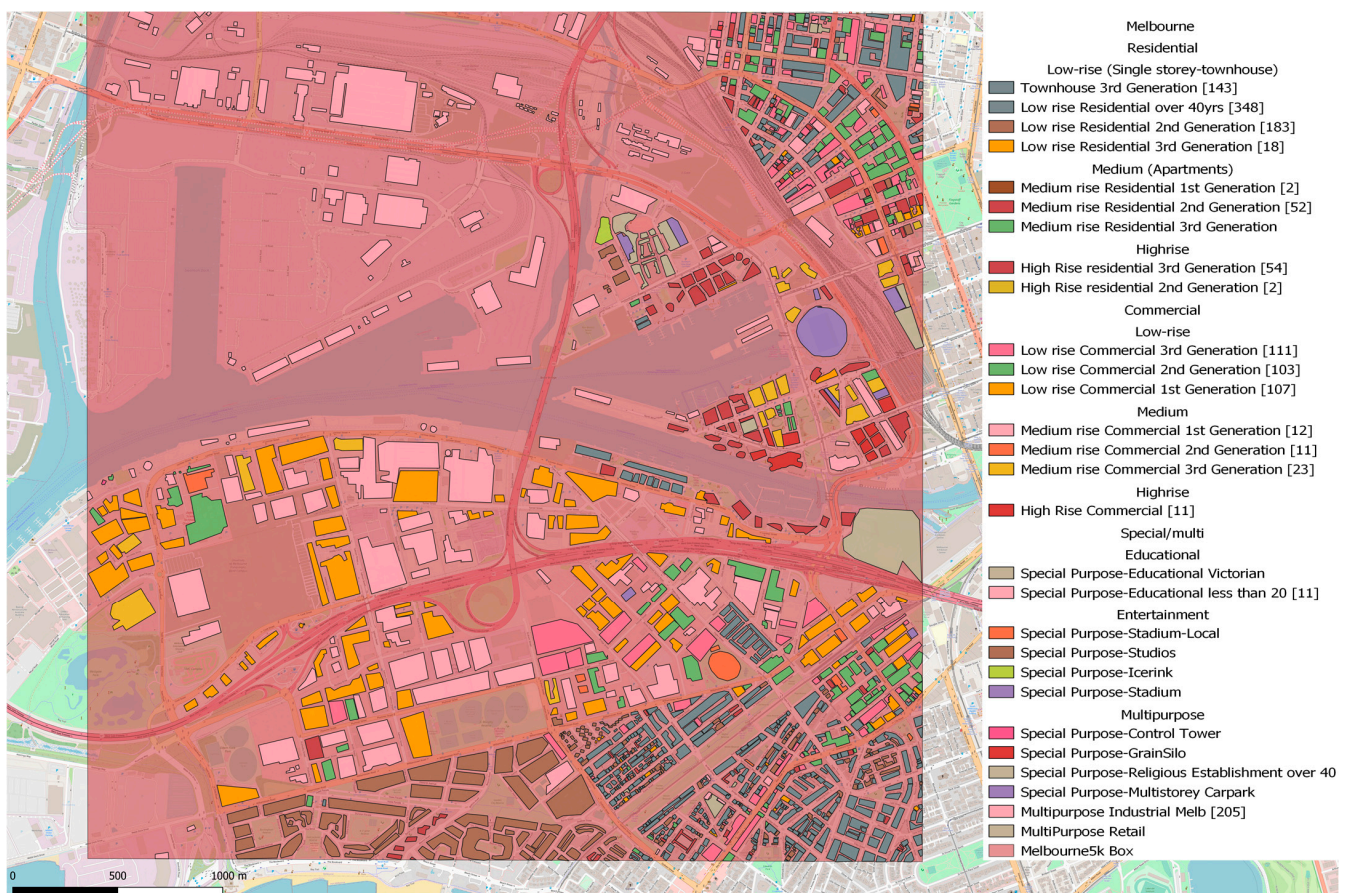 Melbourne
Residential
Low-rise (Single storey-townhouse)
Townhouse 3rd Generation [143]
Low rise Residential over 40yrs [348]
Low rise Residential 2nd Generation [183]
Low rise Residential 3rd Generation [18]
Medium (Apartments)
Medium rise Residential 1st Generation [2]
Medium rise Residential 2nd Generation [52]
Medium rise Residential 3rd Generation
Highrise
High Rise residential 3rd Generation [54]
High Rise residential 2nd Generation [2]
Commercial
Low-rise
Low rise Commercial 3rd Generation [111]
Low rise Commercial 2nd Generation [103]
Low rise Commercial 1st Generation [107]
Medium
Medium rise Commercial 1st Generation [12]
Medium rise Commercial 2nd Generation [11]
Medium rise Commercial 3rd Generation [23]
Highrise
High Rise Commercial [11]
Special/multi
Educational
Special Purpose-Educational Victorian
Special Purpose-Educational less than 20 [11]
Entertainment
Special Purpose-Stadium-Local
Special Purpose-Studios
Special Purpose-Icerink
Special Purpose-Stadium
Multipurpose
Special Purpose-Control Tower
Special Purpose-GrainSilo
Special Purpose-Religious Establishment over 40
Special Purpose-Multistorey Carpark
Multipurpose Industrial Melb [205]
MultiPurpose Retail
Melbourne5k Box
0 500 1000 m